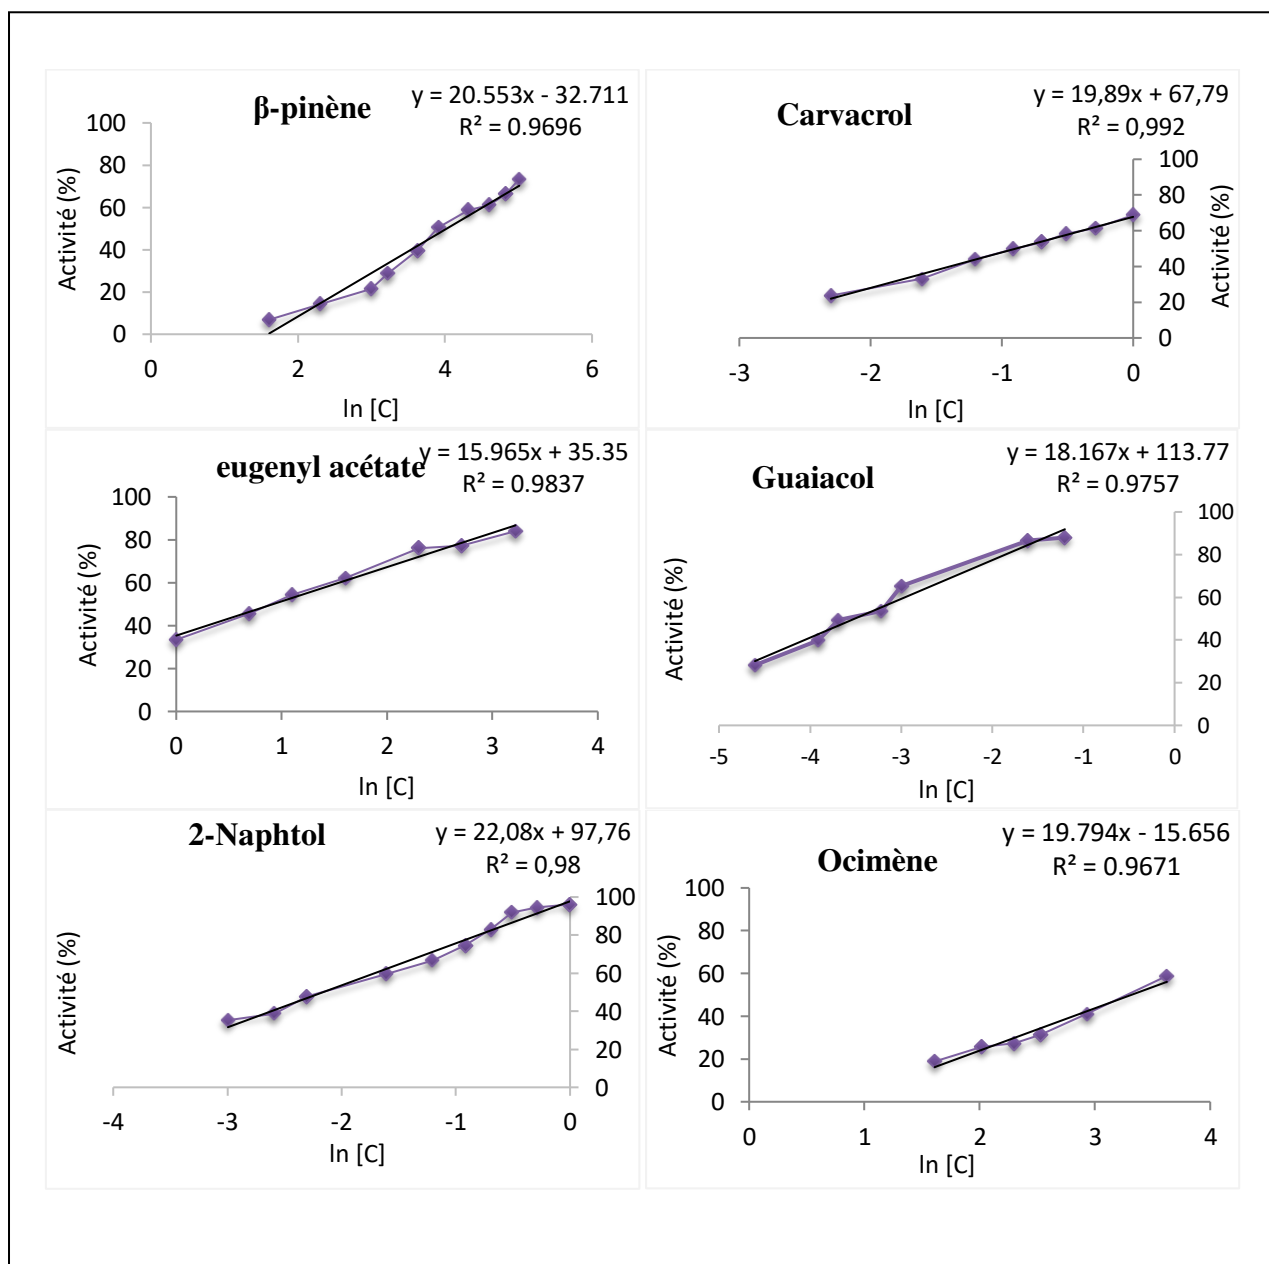 β-pinène
y = 20.553x - 32.711
R² = 0.9696
100
80
60
40
20
0
Activité (%)
0 2 4 6
ln [C]
Carvacrol
y = 19,89x + 67,79
R² = 0,992
100
80
60
40
20
0
Activité (%)
-3 -2 -1 0
ln [C]
eugenyl acétate
y = 15.965x + 35.35
R² = 0.9837
100
80
60
40
20
0
Activité (%)
0 1 2 3 4
ln [C]
Guaiacol
y = 18.167x + 113.77
R² = 0.9757
100
80
60
40
20
0
Activité (%)
-5 -4 -3 -2 -1 0
ln [C]
2-Naphtol
y = 22,08x + 97,76
R² = 0,98
100
80
60
40
20
0
Activité (%)
-4 -3 -2 -1 0
ln [C]
Ocimène
y = 19.794x - 15.656
R² = 0.9671
100
80
60
40
20
0
Activité (%)
0 1 2 3 4
ln [C]